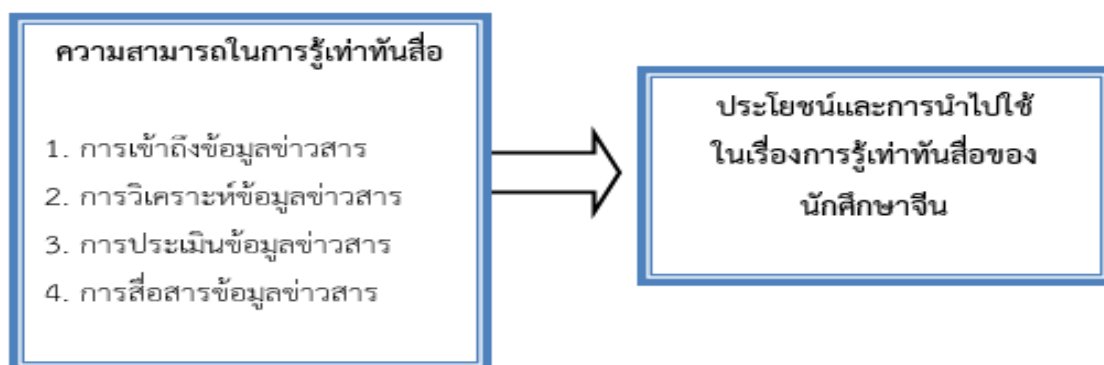 ความสามารถในการรู้เท่าทันสื่อ
1. การเข้าถึงข้อมูลข่าวสาร
2. การวิเคราะห์ข้อมูลข่าวสาร
3. การประเมินข้อมูลข่าวสาร
4. การสื่อสารข้อมูลข่าวสาร
ประโยชน์และการนำไปใช้
ในเรื่องการรู้เท่าทันสื่อของ
นักศึกษาจีน